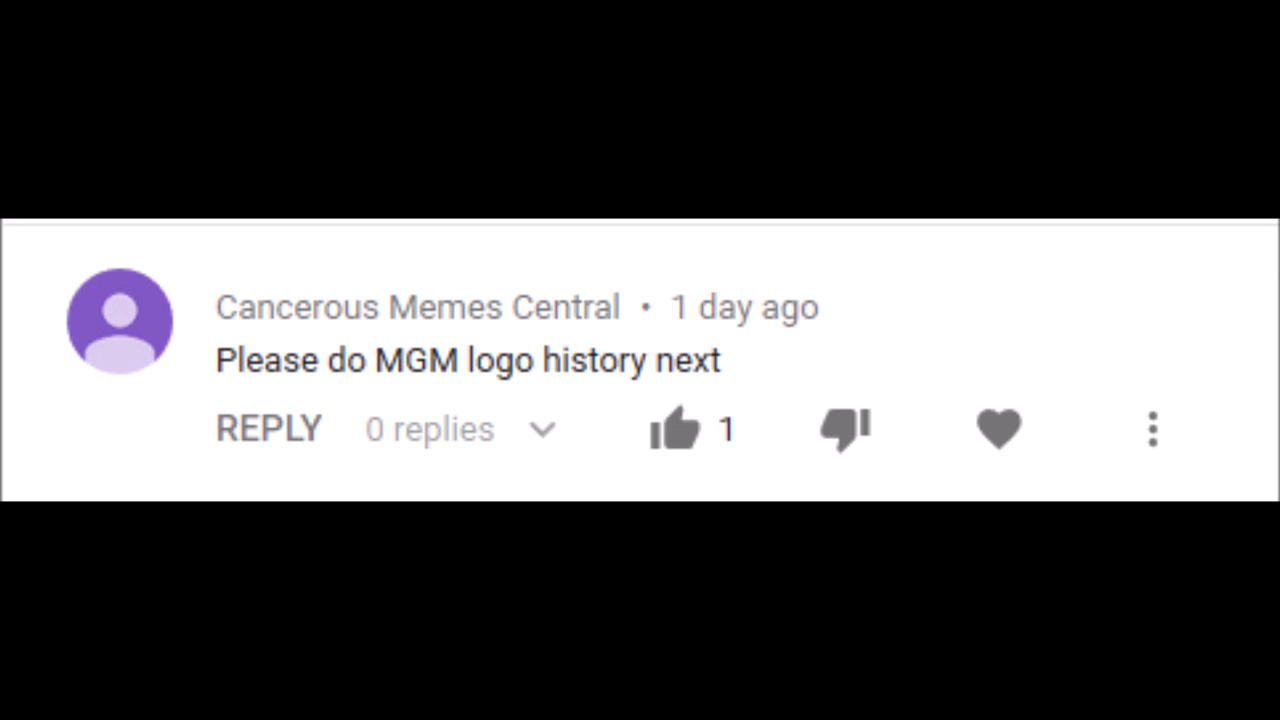 Cancerous Memes Central • 1 day ago
Please do MGM logo history next
REPLY 0 replies 1